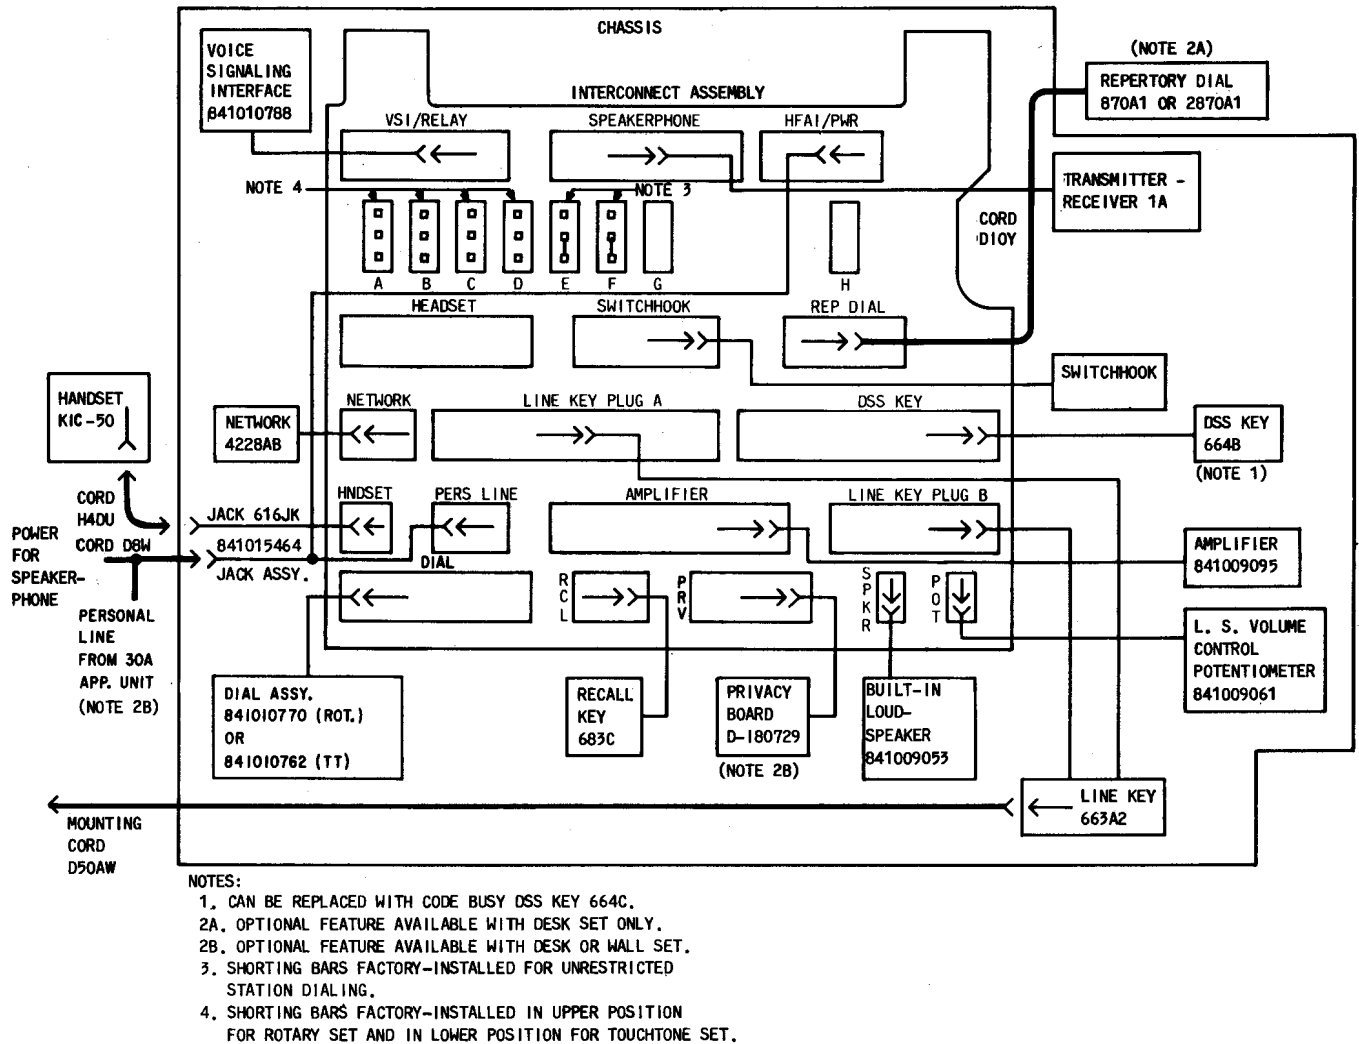 CHASSIS
VOICE
SIGNALING
INTERFACE
841010788
(NOTE 2A)
REPERTORY DIAL
870A1 OR 2870A1
INTERCONNECT ASSEMBLY
VSI/RELAY
SPEAKERPHONE
HFAI/PWR
NOTE 4
NOTE 3
TRANSMITTER -
RECEIVER 1A
CORD
D10Y
A B C D E F G H
HEADSET
SWITCHHOOK
REP DIAL
SWITCHHOOK
HANDSET
KIC-50
NETWORK
4228AB
NETWORK
LINE KEY PLUG A
DSS KEY
DSS KEY
664B
(NOTE 1)
CORD
H4DU
JACK 616JK
HNDSET
PERS LINE
AMPLIFIER
LINE KEY PLUG B
POWER
FOR
SPEAKER-
PHONE
CORD D8W
841015464
JACK ASSY.
AMPLIFIER
841009095
DIAL
RCL
PRV
SPKR
POT
PERSONAL
LINE
FROM 30A
APP. UNIT
(NOTE 2B)
L. S. VOLUME
CONTROL
POTENTIOMETER
841009061
DIAL ASSY.
841010770 (ROT.)
OR
841010762 (TT)
RECALL
KEY
683C
PRIVACY
BOARD
D-180729
(NOTE 2B)
BUILT-IN
LOUD-
SPEAKER
841009053
LINE KEY
663A2
MOUNTING
CORD
D50AW
NOTES:
1. CAN BE REPLACED WITH CODE BUSY DSS KEY 664C.
2A. OPTIONAL FEATURE AVAILABLE WITH DESK SET ONLY.
2B. OPTIONAL FEATURE AVAILABLE WITH DESK OR WALL SET.
3. SHORTING BARS FACTORY-INSTALLED FOR UNRESTRICTED
STATION DIALING.
4. SHORTING BARS FACTORY-INSTALLED IN UPPER POSITION
FOR ROTARY SET AND IN LOWER POSITION FOR TOUCHTONE SET.